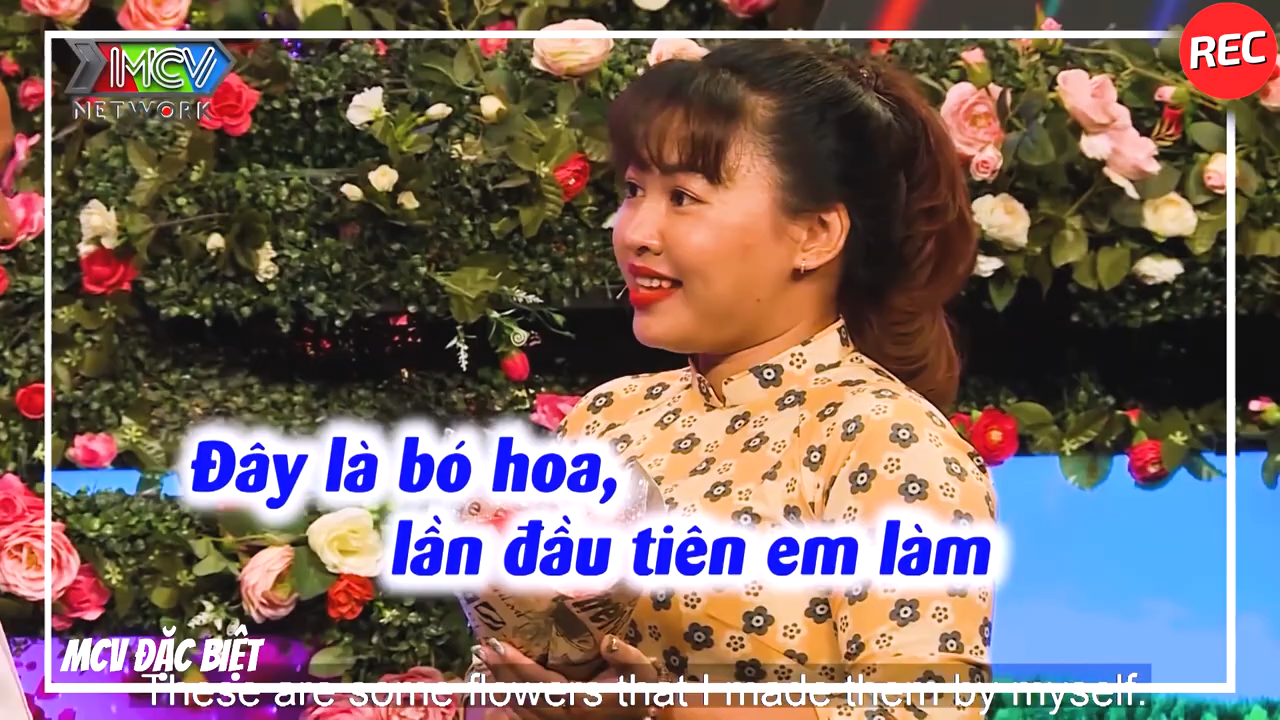 MCV
NETWORK
REC
Đây là bó hoa,
lần đầu tiên em làm
MCV ĐẶC BIỆT
These are some flowers that I made them by myself.